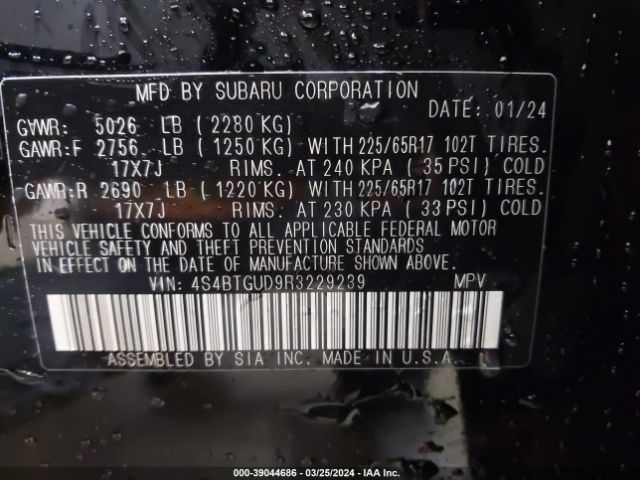 MFD BY SUBARU CORPORATION
DATE: 01/24
GAWR: 5026 LB (2280 KG)
GAWR:F 2756 LB (1250 KG) WITH 225/65R17 102T TIRES.
17X7J RIMS. AT 240 KPA (35 PSI) COLD
GAWR:R 2690 LB (1220 KG) WITH 225/65R17 102T TIRES.
17X7J RIMS. AT 230 KPA (33 PSI) COLD
THIS VEHICLE CONFORMS TO ALL APPLICABLE FEDERAL MOTOR
VEHICLE SAFETY AND THEFT PREVENTION STANDARDS
IN EFFECT ON THE DATE OF MANUFACTURE SHOWN ABOVE.
VIN: 4S4BTGUD9R3229239 MPV
ASSEMBLED BY SIA INC. MADE IN U.S.A.
000-39044686 - 03/25/2024 - IAA Inc.